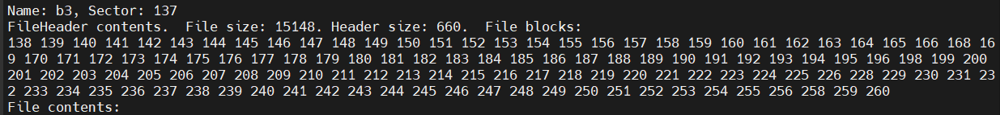 Name: b3, Sector: 137
FileHeader contents.  File size: 15148. Header size: 660.  File blocks:
138 139 140 141 142 143 144 145 146 147 148 149 150 151 152 153 154 155 156 157 158 159 160 161 162 163 164 165 166 168 16
9 170 171 172 173 174 175 176 177 178 179 180 181 182 183 184 185 186 187 188 189 190 191 192 193 194 195 196 198 199 200
201 202 203 204 205 206 207 208 209 210 211 212 213 214 215 216 217 218 219 220 221 222 223 224 225 226 228 229 230 231 23
2 233 234 235 236 237 238 239 240 241 242 243 244 245 246 247 248 249 250 251 252 253 254 255 256 258 259 260
File contents: